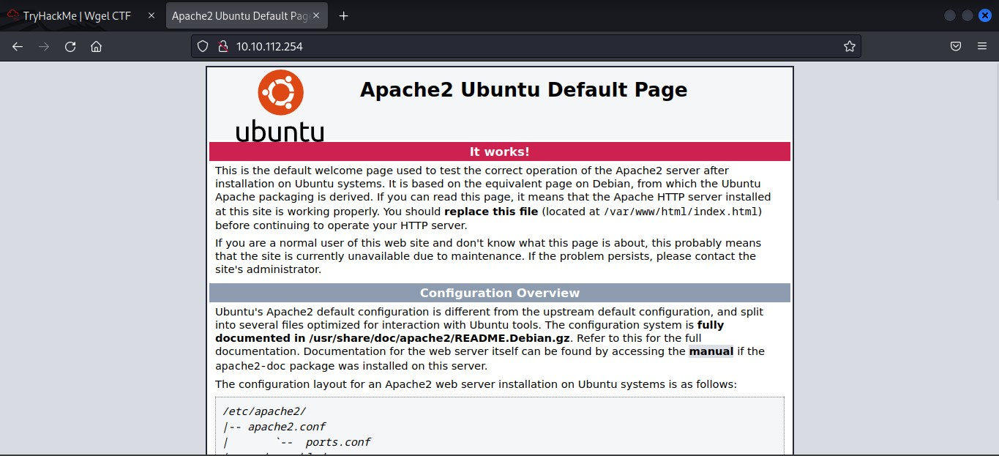 TryHackMe | Wgel CTF
Apache2 Ubuntu Default Pag
10.10.112.254
ubuntu
Apache2 Ubuntu Default Page
It works!
This is the default welcome page used to test the correct operation of the Apache2 server after
installation on Ubuntu systems. It is based on the equivalent page on Debian, from which the Ubuntu
Apache packaging is derived. If you can read this page, it means that the Apache HTTP server installed
at this site is working properly. You should replace this file (located at /var/www/html/index.html)
before continuing to operate your HTTP server.
If you are a normal user of this web site and don't know what this page is about, this probably means
that the site is currently unavailable due to maintenance. If the problem persists, please contact the
site's administrator.
Configuration Overview
Ubuntu's Apache2 default configuration is different from the upstream default configuration, and split
into several files optimized for interaction with Ubuntu tools. The configuration system is fully
documented in /usr/share/doc/apache2/README.Debian.gz. Refer to this for the full
documentation. Documentation for the web server itself can be found by accessing the manual if the
apache2-doc package was installed on this server.
The configuration layout for an Apache2 web server installation on Ubuntu systems is as follows:
/etc/apache2/
|-- apache2.conf
|       `--  ports.conf